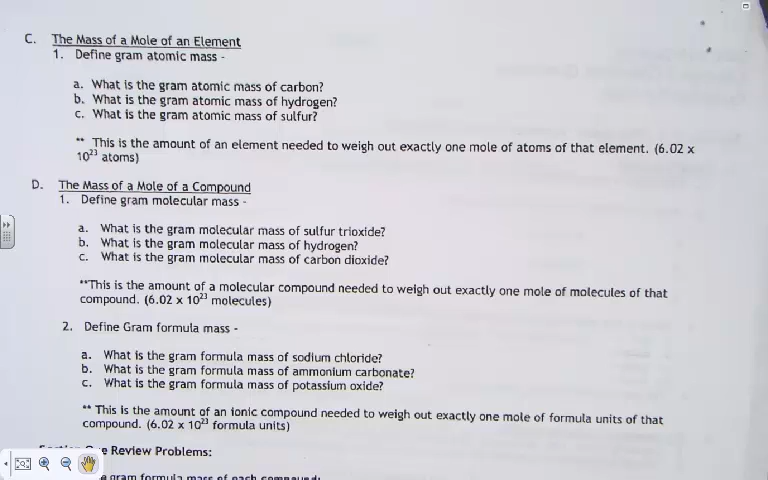 C. The Mass of a Mole of an Element
1. Define gram atomic mass -
a. What is the gram atomic mass of carbon?
b. What is the gram atomic mass of hydrogen?
c. What is the gram atomic mass of sulfur?
** This is the amount of an element needed to weigh out exactly one mole of atoms of that element. (6.02 x
10²³ atoms)
D. The Mass of a Mole of a Compound
1. Define gram molecular mass -
a. What is the gram molecular mass of sulfur trioxide?
b. What is the gram molecular mass of hydrogen?
c. What is the gram molecular mass of carbon dioxide?
**This is the amount of a molecular compound needed to weigh out exactly one mole of molecules of that
compound. (6.02 x 10²³ molecules)
2. Define Gram formula mass -
a. What is the gram formula mass of sodium chloride?
b. What is the gram formula mass of ammonium carbonate?
c. What is the gram formula mass of potassium oxide?
** This is the amount of an ionic compound needed to weigh out exactly one mole of formula units of that
compound. (6.02 x 10²³ formula units)
e Review Problems:
gram formula mass of each compound: